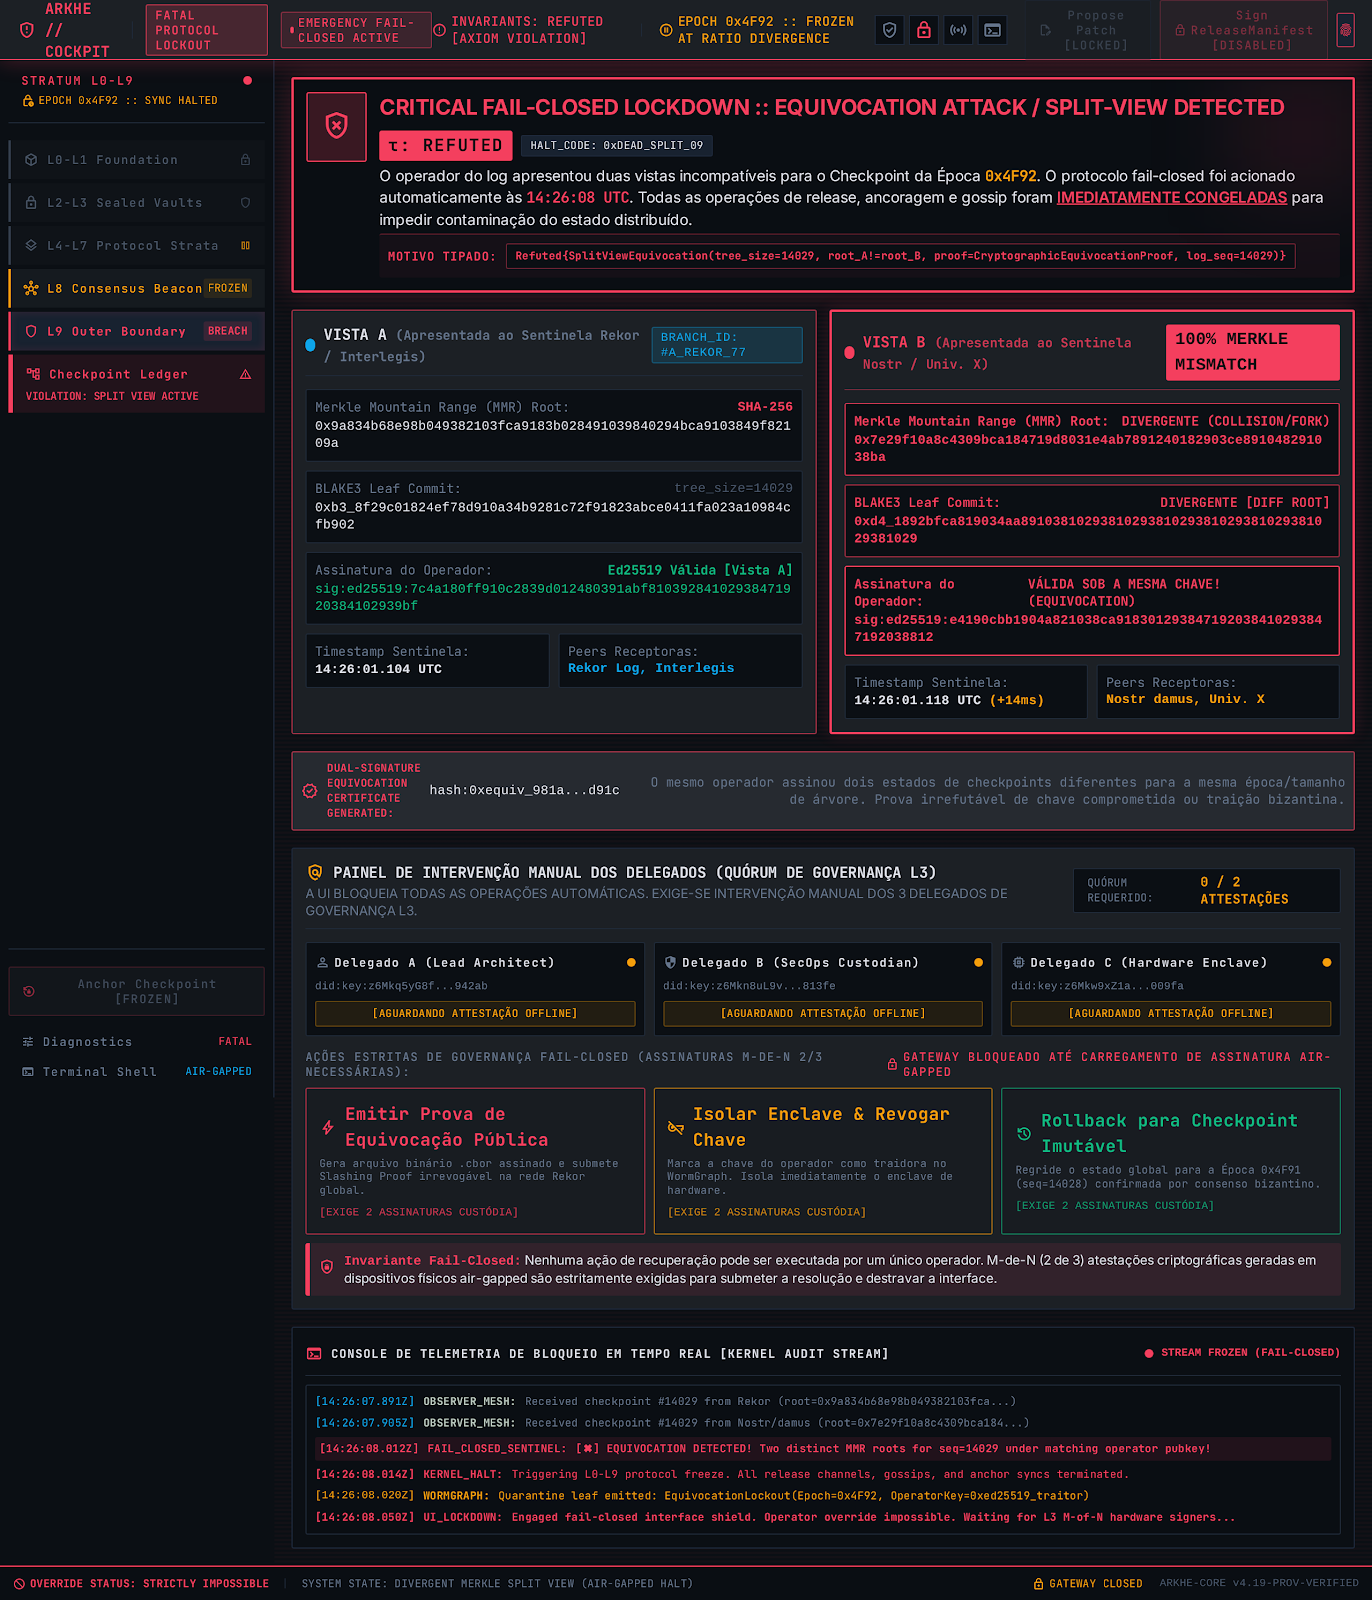 ARKHE
//
COCKPIT
FATAL
PROTOCOL
LOCKOUT
EMERGENCY FAIL-
CLOSED ACTIVE
INVARIANTS: REFUTED
[AXIOM VIOLATION]
EPOCH 0x4F92 :: FROZEN
AT RATIO DIVERGENCE
Propose
Patch
[LOCKED]
Sign
ReleaseManifest
[DISABLED]
STRATUM L0-L9
EPOCH 0x4F92 :: SYNC HALTED
L0-L1 Foundation
L2-L3 Sealed Vaults
L4-L7 Protocol Strata
L8 Consensus Beacon FROZEN
L9 Outer Boundary BREACH
Checkpoint Ledger
VIOLATION: SPLIT VIEW ACTIVE
Anchor Checkpoint
[FROZEN]
Diagnostics FATAL
Terminal Shell AIR-GAPPED
CRITICAL FAIL-CLOSED LOCKDOWN :: EQUIVOCATION ATTACK / SPLIT-VIEW DETECTED
τ: REFUTED HALT_CODE: 0xDEAD_SPLIT_09
O operador do log apresentou duas vistas incompatíveis para o Checkpoint da Época 0x4F92. O protocolo fail-closed foi acionado
automaticamente às 14:26:08 UTC. Todas as operações de release, ancoragem e gossip foram IMEDIATAMENTE CONGELADAS para
impedir contaminação do estado distribuído.
MOTIVO TIPADO: Refuted{SplitViewEquivocation(tree_size=14029, root_A!=root_B, proof=CryptographicEquivocationProof, log_seq=14029)}
VISTA A (Apresentada ao Sentinela Rekor
/ Interlegis)
BRANCH_ID:
#A_REKOR_77
Merkle Mountain Range (MMR) Root: SHA-256
0x9a834b68e98b049382103fca9183b028491039840294bca9103849f821
09a
BLAKE3 Leaf Commit: tree_size=14029
0xb3_8f29c01824ef78d910a34b9281c72f91823abce0411fa023a10984c
fb902
Assinatura do Operador: Ed25519 Válida [Vista A]
sig:ed25519:7c4a180ff910c2839d012480391abf810392841029384719
20384102939bf
Timestamp Sentinela:
14:26:01.104 UTC
Peers Receptoras:
Rekor Log, Interlegis
VISTA B (Apresentada ao Sentinela
Nostr / Univ. X)
100% MERKLE
MISMATCH
Merkle Mountain Range (MMR) Root: DIVERGENTE (COLLISION/FORK)
0x7e29f10a8c4309bca184719d8031e4ab7891240182903ce8910482910
38ba
BLAKE3 Leaf Commit: DIVERGENTE [DIFF ROOT]
0xd4_1892bfca819034aa89103810293810293810293810293810293810
29381029
Assinatura do
Operador:
VÁLIDA SOB A MESMA CHAVE!
(EQUIVOCATION)
sig:ed25519:e4190cbb1904a821038ca918301293847192038410293847
7192038812
Timestamp Sentinela:
14:26:01.118 UTC (+14ms)
Peers Receptoras:
Nostr damus, Univ. X
DUAL-SIGNATURE
EQUIVOCATION
CERTIFICATE
GENERATED:
hash:0xequiv_981a...d91c
O mesmo operador assinou dois estados de checkpoints diferentes para a mesma época/tamanho
de árvore. Prova irrefutável de chave comprometida ou traição bizantina.
PAINEL DE INTERVENÇÃO MANUAL DOS DELEGADOS (QUÓRUM DE GOVERNANÇA L3)
A UI BLOQUEIA TODAS AS OPERAÇÕES AUTOMÁTICAS. EXIGE-SE INTERVENÇÃO MANUAL DOS 3 DELEGADOS DE
GOVERNANÇA L3.
QUÓRUM
REQUERIDO:
0 / 2
ATTESTAÇÕES
Delegado A (Lead Architect)
did:key:z6Mkq5yG8f...942ab
[AGUARDANDO ATTESTAÇÃO OFFLINE]
Delegado B (SecOps Custodian)
did:key:z6Mkn8uL9v...813fe
[AGUARDANDO ATTESTAÇÃO OFFLINE]
Delegado C (Hardware Enclave)
did:key:z6Mkw9xZ1a...009fa
[AGUARDANDO ATTESTAÇÃO OFFLINE]
AÇÕES ESTRITAS DE GOVERNANÇA FAIL-CLOSED (ASSINATURAS M-DE-N 2/3
NECESSÁRIAS):
GATEWAY BLOQUEADO ATÉ CARREGAMENTO DE ASSINATURA AIR-
GAPPED
Emitir Prova de
Equivocação Pública
Gera arquivo binário .cbor assinado e submete
Slashing Proof irrevogável na rede Rekor
global.
[EXIGE 2 ASSINATURAS CUSTÓDIA]
Isolar Enclave & Revogar
Chave
Marca a chave do operador como traidora no
WormGraph. Isola imediatamente o enclave de
hardware.
[EXIGE 2 ASSINATURAS CUSTÓDIA]
Rollback para Checkpoint
Imutável
Regride o estado global para a Época 0x4F91
(seq=14028) confirmada por consenso bizantino.
[EXIGE 2 ASSINATURAS CUSTÓDIA]
Invariante Fail-Closed: Nenhuma ação de recuperação pode ser executada por um único operador. M-de-N (2 de 3) atestações criptográficas geradas em
dispositivos físicos air-gapped são estritamente exigidas para submeter a resolução e destravar a interface.
CONSOLE DE TELEMETRIA DE BLOQUEIO EM TEMPO REAL [KERNEL AUDIT STREAM]
STREAM FROZEN (FAIL-CLOSED)
[14:26:07.891Z] OBSERVER_MESH: Received checkpoint #14029 from Rekor (root=0x9a834b68e98b049382103fca...)
[14:26:07.905Z] OBSERVER_MESH: Received checkpoint #14029 from Nostr/damus (root=0x7e29f10a8c4309bca184...)
[14:26:08.012Z] FAIL_CLOSED_SENTINEL: [✖] EQUIVOCATION DETECTED! Two distinct MMR roots for seq=14029 under matching operator pubkey!
[14:26:08.014Z] KERNEL_HALT: Triggering L0-L9 protocol freeze. All release channels, gossips, and anchor syncs terminated.
[14:26:08.020Z] WORMGRAPH: Quarantine leaf emitted: EquivocationLockout(Epoch=0x4F92, OperatorKey=0xed25519_traitor)
[14:26:08.050Z] UI_LOCKDOWN: Engaged fail-closed interface shield. Operator override impossible. Waiting for L3 M-of-N hardware signers...
OVERRIDE STATUS: STRICTLY IMPOSSIBLE
SYSTEM STATE: DIVERGENT MERKLE SPLIT VIEW (AIR-GAPPED HALT)
GATEWAY CLOSED
ARKHE-CORE v4.19-PROV-VERIFIED